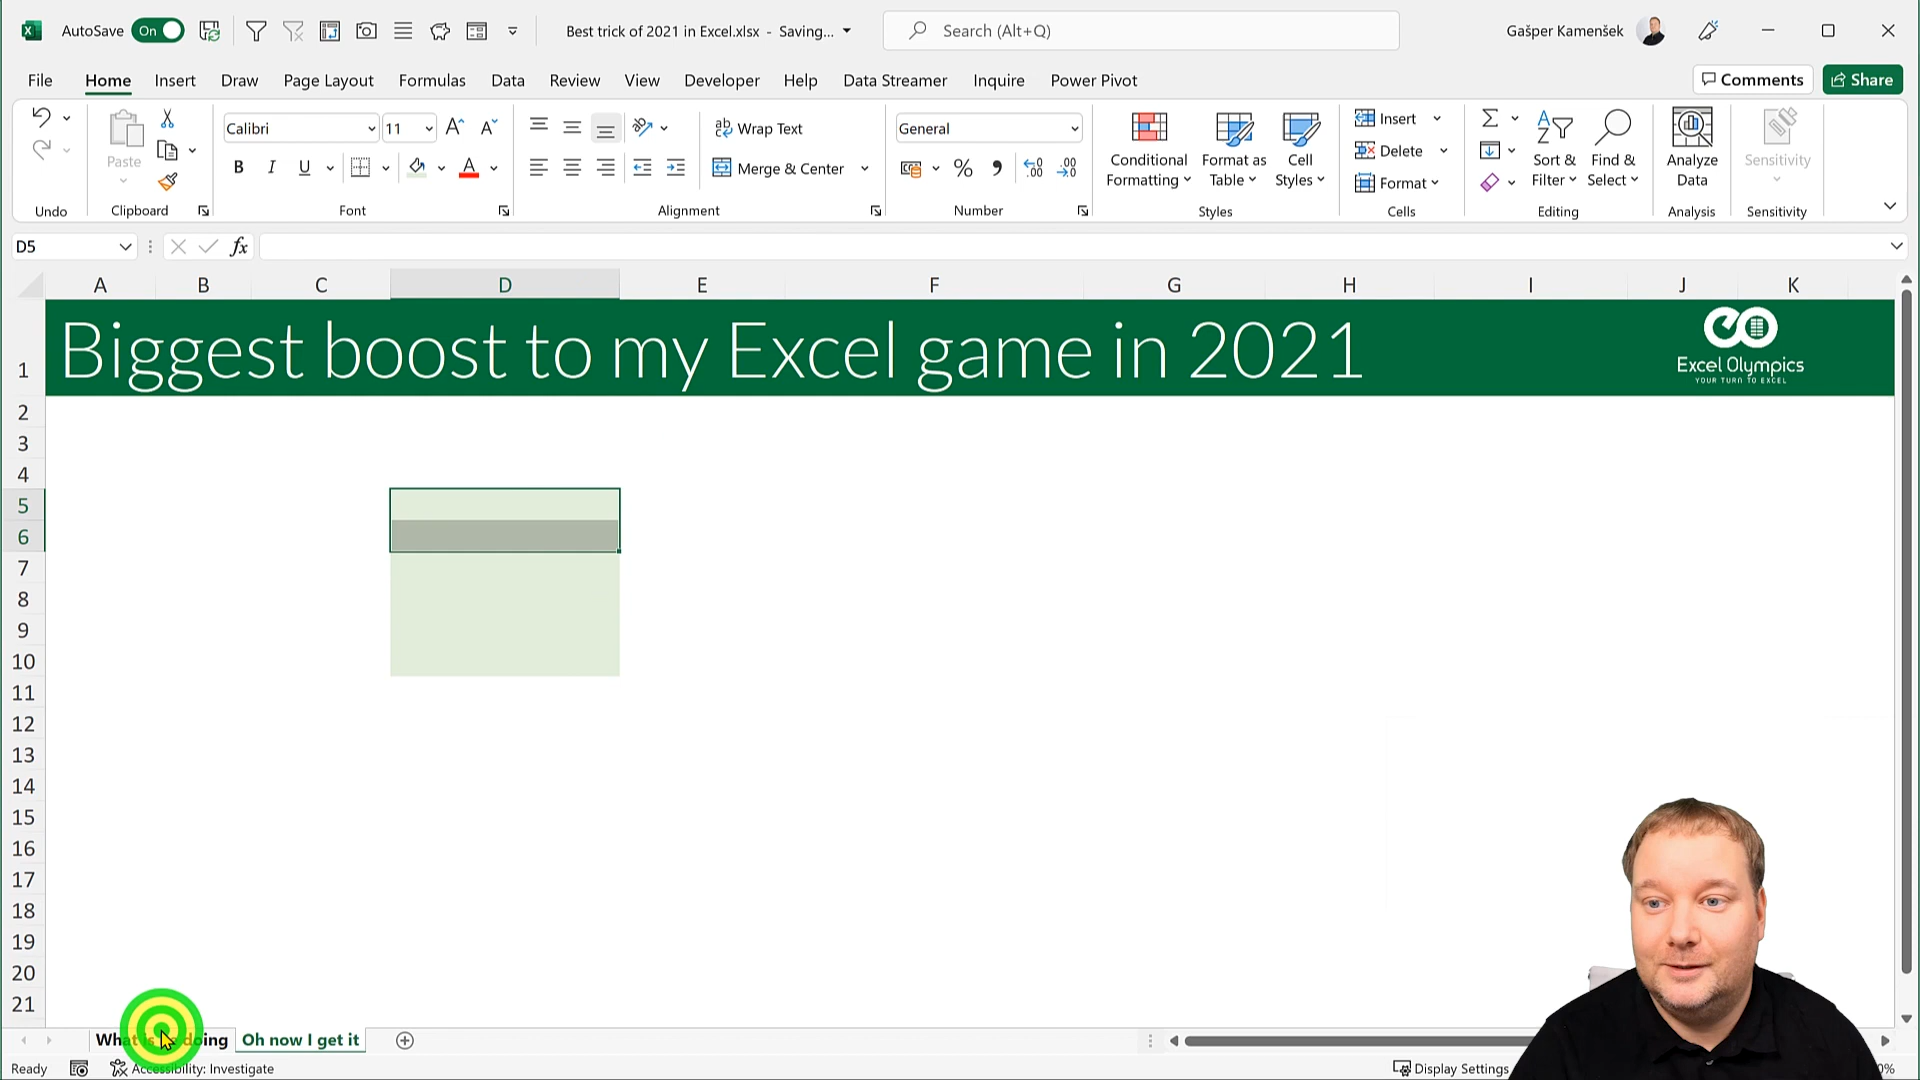 AutoSave On Best trick of 2021 in Excel.xlsx - Saving... Search (Alt+Q) Gašper Kamenšek
File Home Insert Draw Page Layout Formulas Data Review View Developer Help Data Streamer Inquire Power Pivot Comments Share
Paste
Calibri 11
B I U A
Wrap Text
Merge & Center
General
Conditional Formatting
Format as Table
Cell Styles
Insert
Delete
Format
Sort & Filter
Find & Select
Analyze Data
Sensitivity
Undo Clipboard Font Alignment Number Styles Cells Editing Analysis Sensitivity
D5 fx
A B C D E F G H I J K
1 Biggest boost to my Excel game in 2021
Excel Olympics
YOUR TURN TO EXCEL
2
3
4
5
6
7
8
9
10
11
12
13
14
15
16
17
18
19
20
21
What doing Oh now I get it
Ready Accessibility: Investigate Display Settings